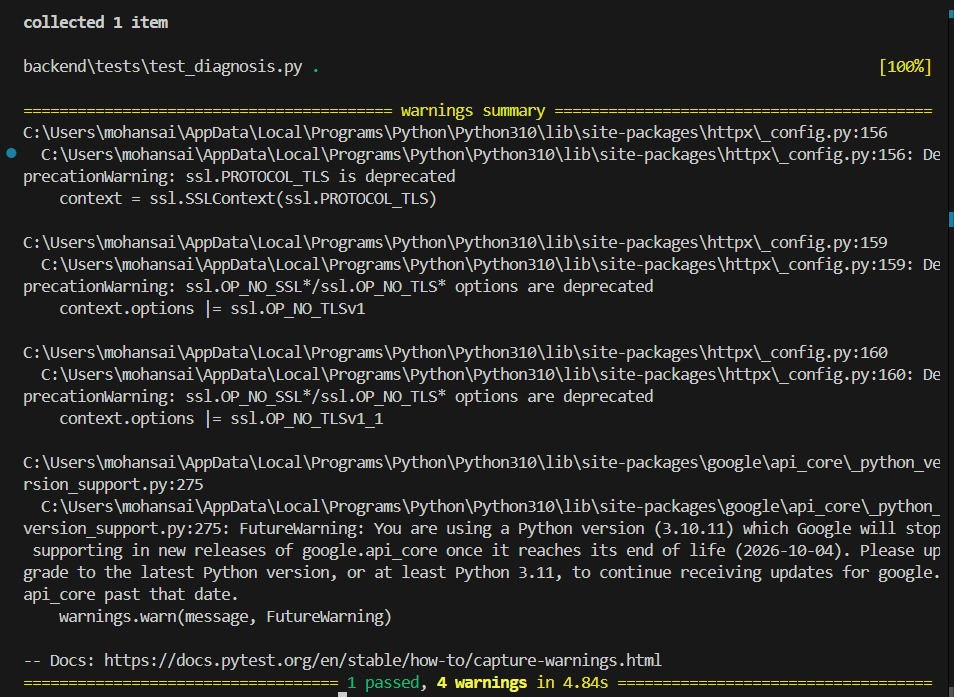 collected 1 item
backend\tests\test_diagnosis.py . [100%]
========================================= warnings summary ==========================================
C:\Users\mohansai\AppData\Local\Programs\Python\Python310\lib\site-packages\httpx\_config.py:156
C:\Users\mohansai\AppData\Local\Programs\Python\Python310\lib\site-packages\httpx\_config.py:156: De
precationWarning: ssl.PROTOCOL_TLS is deprecated
context = ssl.SSLContext(ssl.PROTOCOL_TLS)
C:\Users\mohansai\AppData\Local\Programs\Python\Python310\lib\site-packages\httpx\_config.py:159
C:\Users\mohansai\AppData\Local\Programs\Python\Python310\lib\site-packages\httpx\_config.py:159: De
precationWarning: ssl.OP_NO_SSL*/ssl.OP_NO_TLS* options are deprecated
context.options |= ssl.OP_NO_TLSv1
C:\Users\mohansai\AppData\Local\Programs\Python\Python310\lib\site-packages\httpx\_config.py:160
C:\Users\mohansai\AppData\Local\Programs\Python\Python310\lib\site-packages\httpx\_config.py:160: De
precationWarning: ssl.OP_NO_SSL*/ssl.OP_NO_TLS* options are deprecated
context.options |= ssl.OP_NO_TLSv1_1
C:\Users\mohansai\AppData\Local\Programs\Python\Python310\lib\site-packages\google\api_core\_python_ve
rsion_support.py:275
C:\Users\mohansai\AppData\Local\Programs\Python\Python310\lib\site-packages\google\api_core\_python_
version_support.py:275: FutureWarning: You are using a Python version (3.10.11) which Google will stop
supporting in new releases of google.api_core once it reaches its end of life (2026-10-04). Please up
grade to the latest Python version, or at least Python 3.11, to continue receiving updates for google.
api_core past that date.
warnings.warn(message, FutureWarning)
-- Docs: https://docs.pytest.org/en/stable/how-to/capture-warnings.html
=================================== 1 passed, 4 warnings in 4.84s ===================================